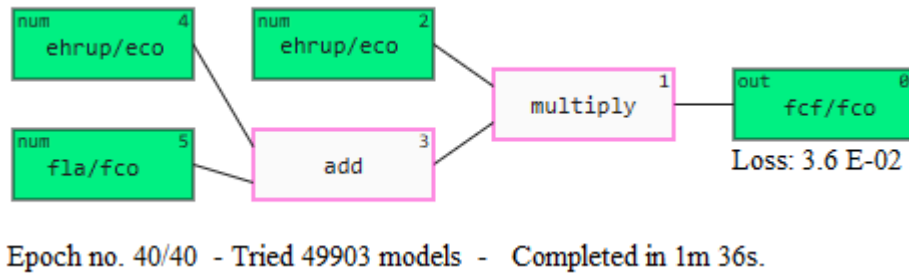 num 4
ehrup/eco
num 2
ehrup/eco
num 5
fla/fco
3
add
1
multiply
out 0
fcf/fco
Loss: 3.6 E-02
Epoch no. 40/40 - Tried 49903 models - Completed in 1m 36s.